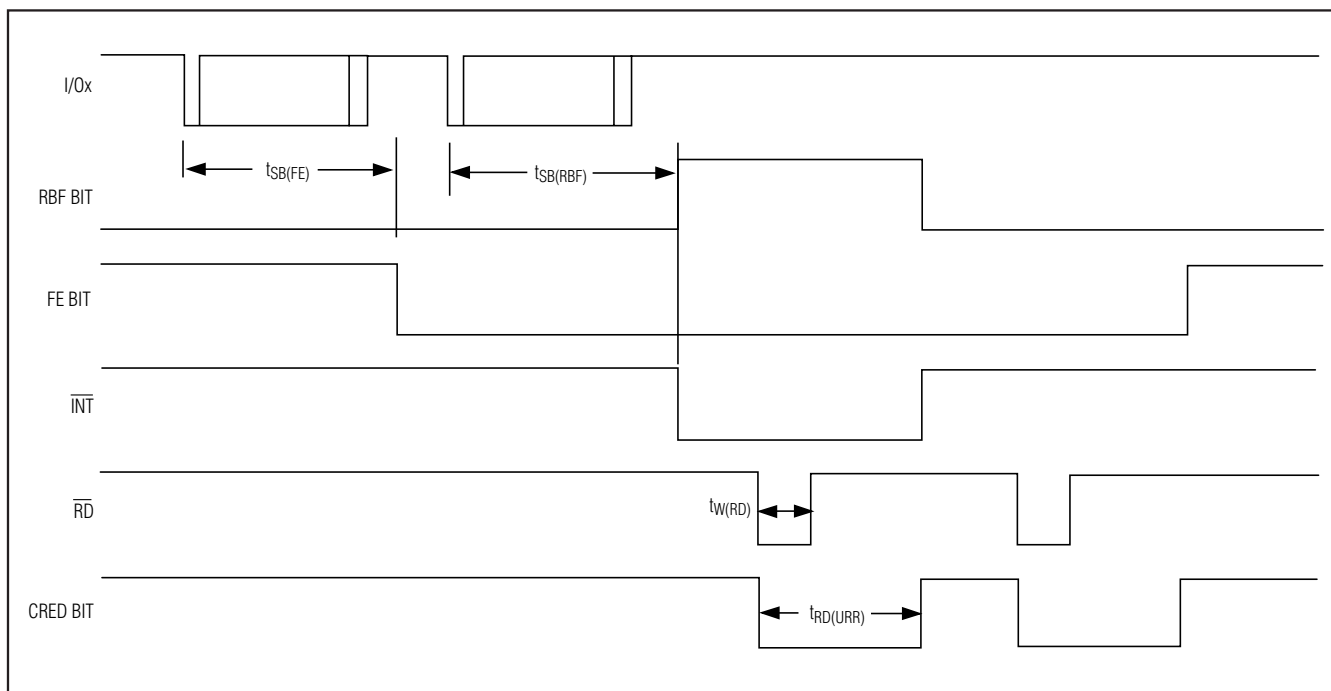 I/Ox
tSB(FE)
tSB(RBF)
RBF BIT
FE BIT
INT
RD
tW(RD)
CRED BIT
tRD(URR)